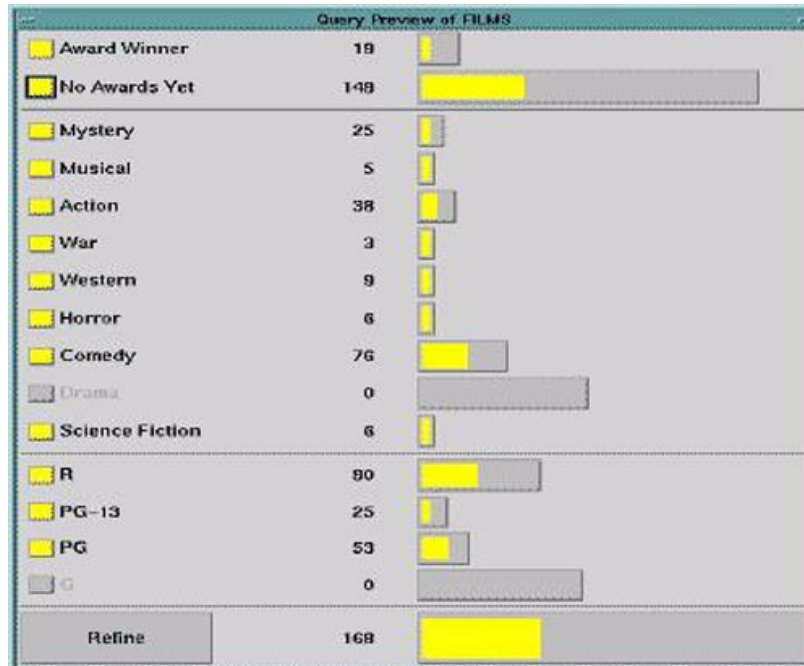 Query Preview of FILMS
Award Winner 19
No Awards Yet 149
Mystery 25
Musical 5
Action 38
War 3
Western 9
Horror 6
Comedy 76
Drama 0
Science Fiction 6
R 90
PG-13 25
PG 53
G 0
Refine 168